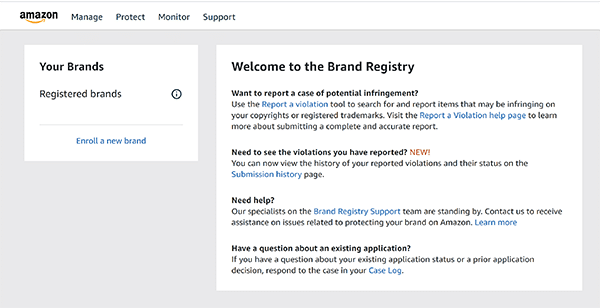 amazon Manage Protect Monitor Support
Your Brands
Registered brands
Enroll a new brand
Welcome to the Brand Registry
Want to report a case of potential infringement?
Use the Report a violation tool to search for and report items that may be infringing on
your copyrights or registered trademarks. Visit the Report a Violation help page to learn
more about submitting a complete and accurate report.
Need to see the violations you have reported? NEW!
You can now view the history of your reported violations and their status on the
Submission history page.
Need help?
Our specialists on the Brand Registry Support team are standing by. Contact us to receive
assistance on issues related to protecting your brand on Amazon. Learn more
Have a question about an existing application?
If you have a question about your existing application status or a prior application
decision, respond to the case in your Case Log.